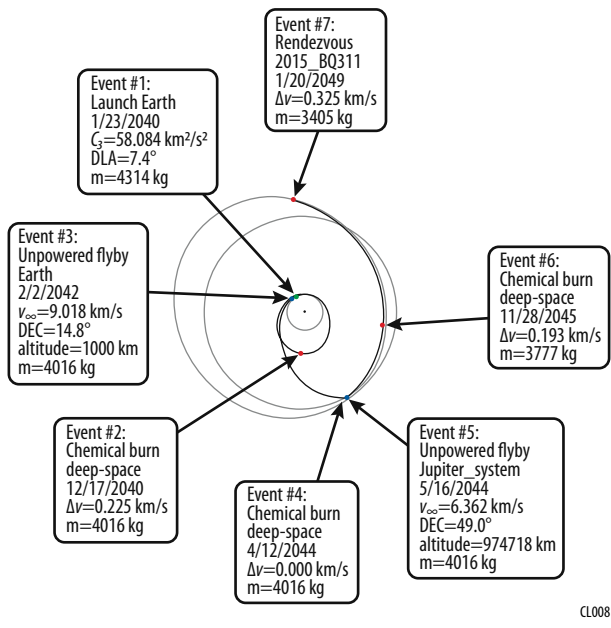 Event #7:
Rendezvous
2015_BQ311
1/20/2049
Δv=0.325 km/s
m=3405 kg
Event #1:
Launch Earth
1/23/2040
C₃=58.084 km²/s²
DLA=7.4°
m=4314 kg
Event #3:
Unpowered flyby
Earth
2/2/2042
v∞=9.018 km/s
DEC=14.8°
altitude=1000 km
m=4016 kg
Event #6:
Chemical burn
deep-space
11/28/2045
Δv=0.193 km/s
m=3777 kg
Event #2:
Chemical burn
deep-space
12/17/2040
Δv=0.225 km/s
m=4016 kg
Event #4:
Chemical burn
deep-space
4/12/2044
Δv=0.000 km/s
m=4016 kg
Event #5:
Unpowered flyby
Jupiter_system
5/16/2044
v∞=6.362 km/s
DEC=49.0°
altitude=974718 km
m=4016 kg
CL008